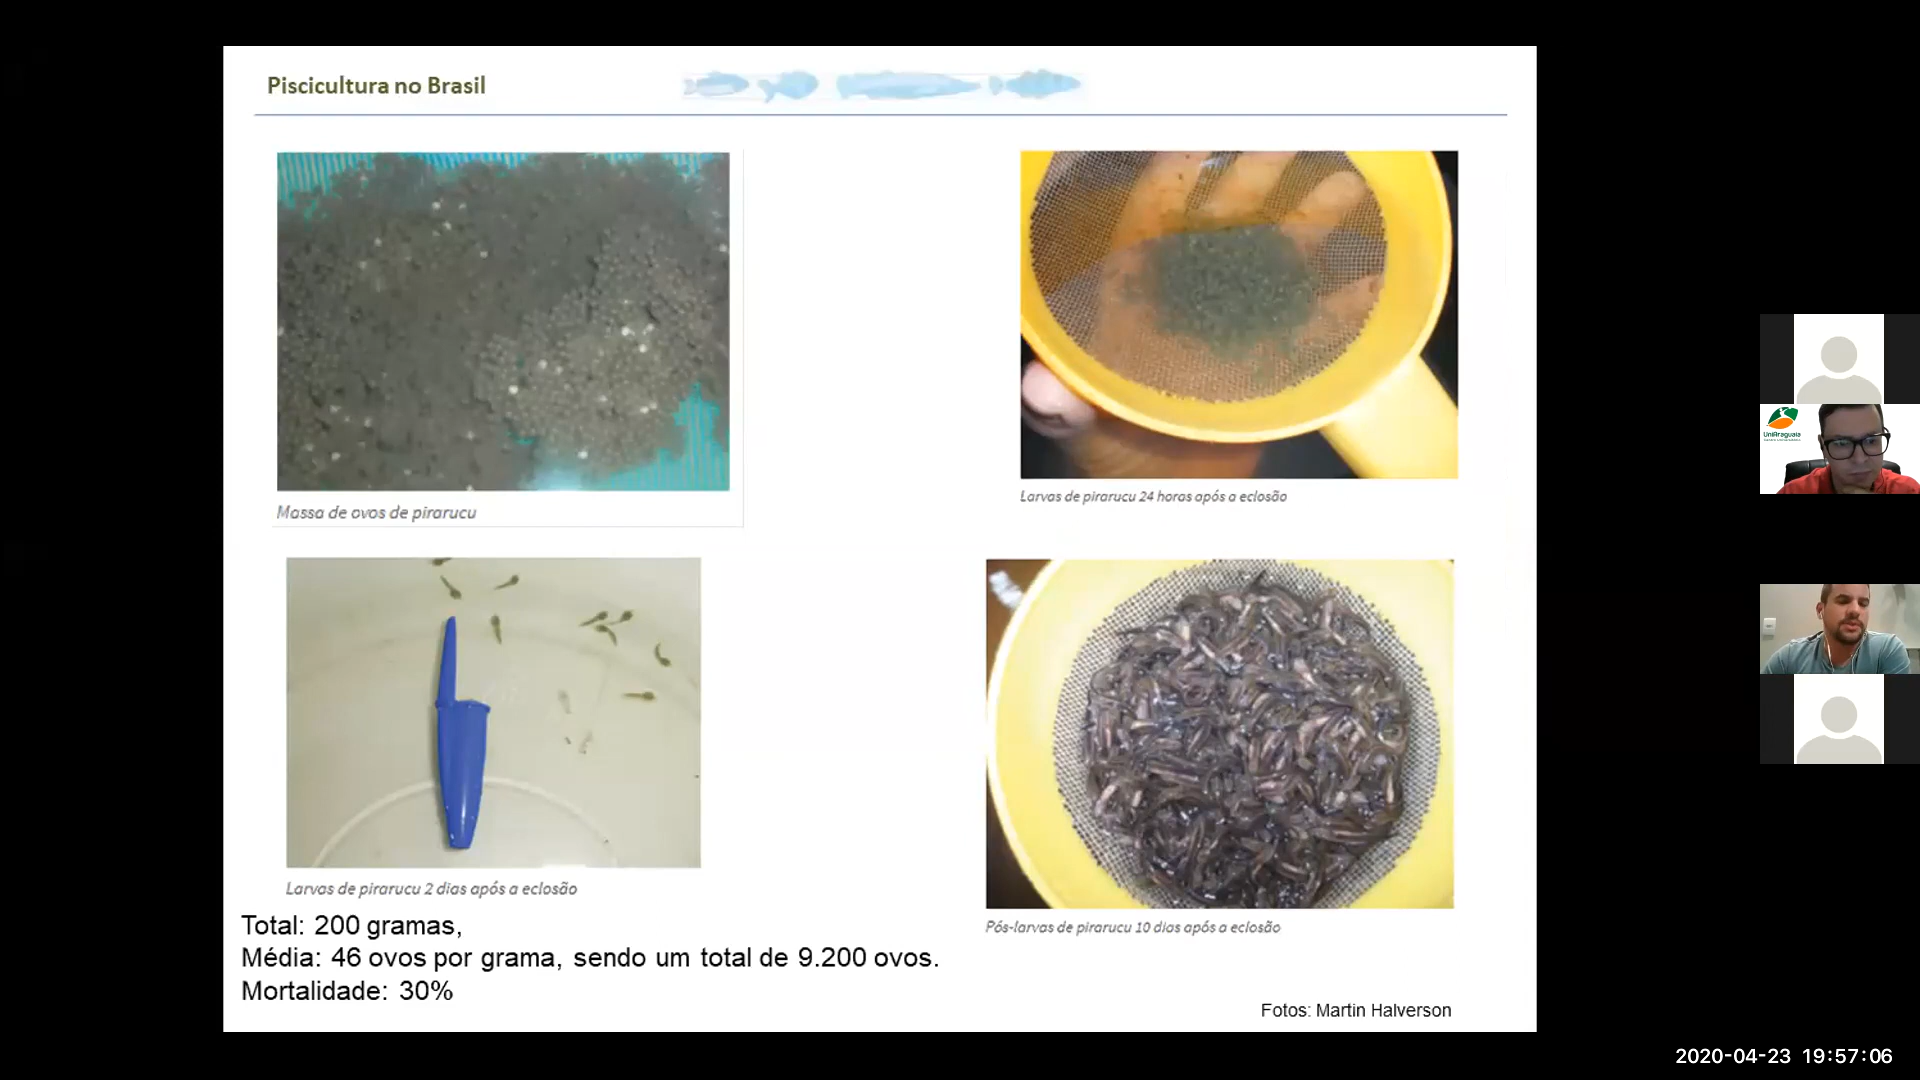 Piscicultura no Brasil
Massa de ovos de pirarucu
Larvas de pirarucu 24 horas após a eclosão
Larvas de pirarucu 2 dias após a eclosão
Pós-larvas de pirarucu 10 dias após a eclosão
Total: 200 gramas,
Média: 46 ovos por grama, sendo um total de 9.200 ovos.
Mortalidade: 30%
Fotos: Martin Halverson
UniAraguaia
2020-04-23 19:57:06